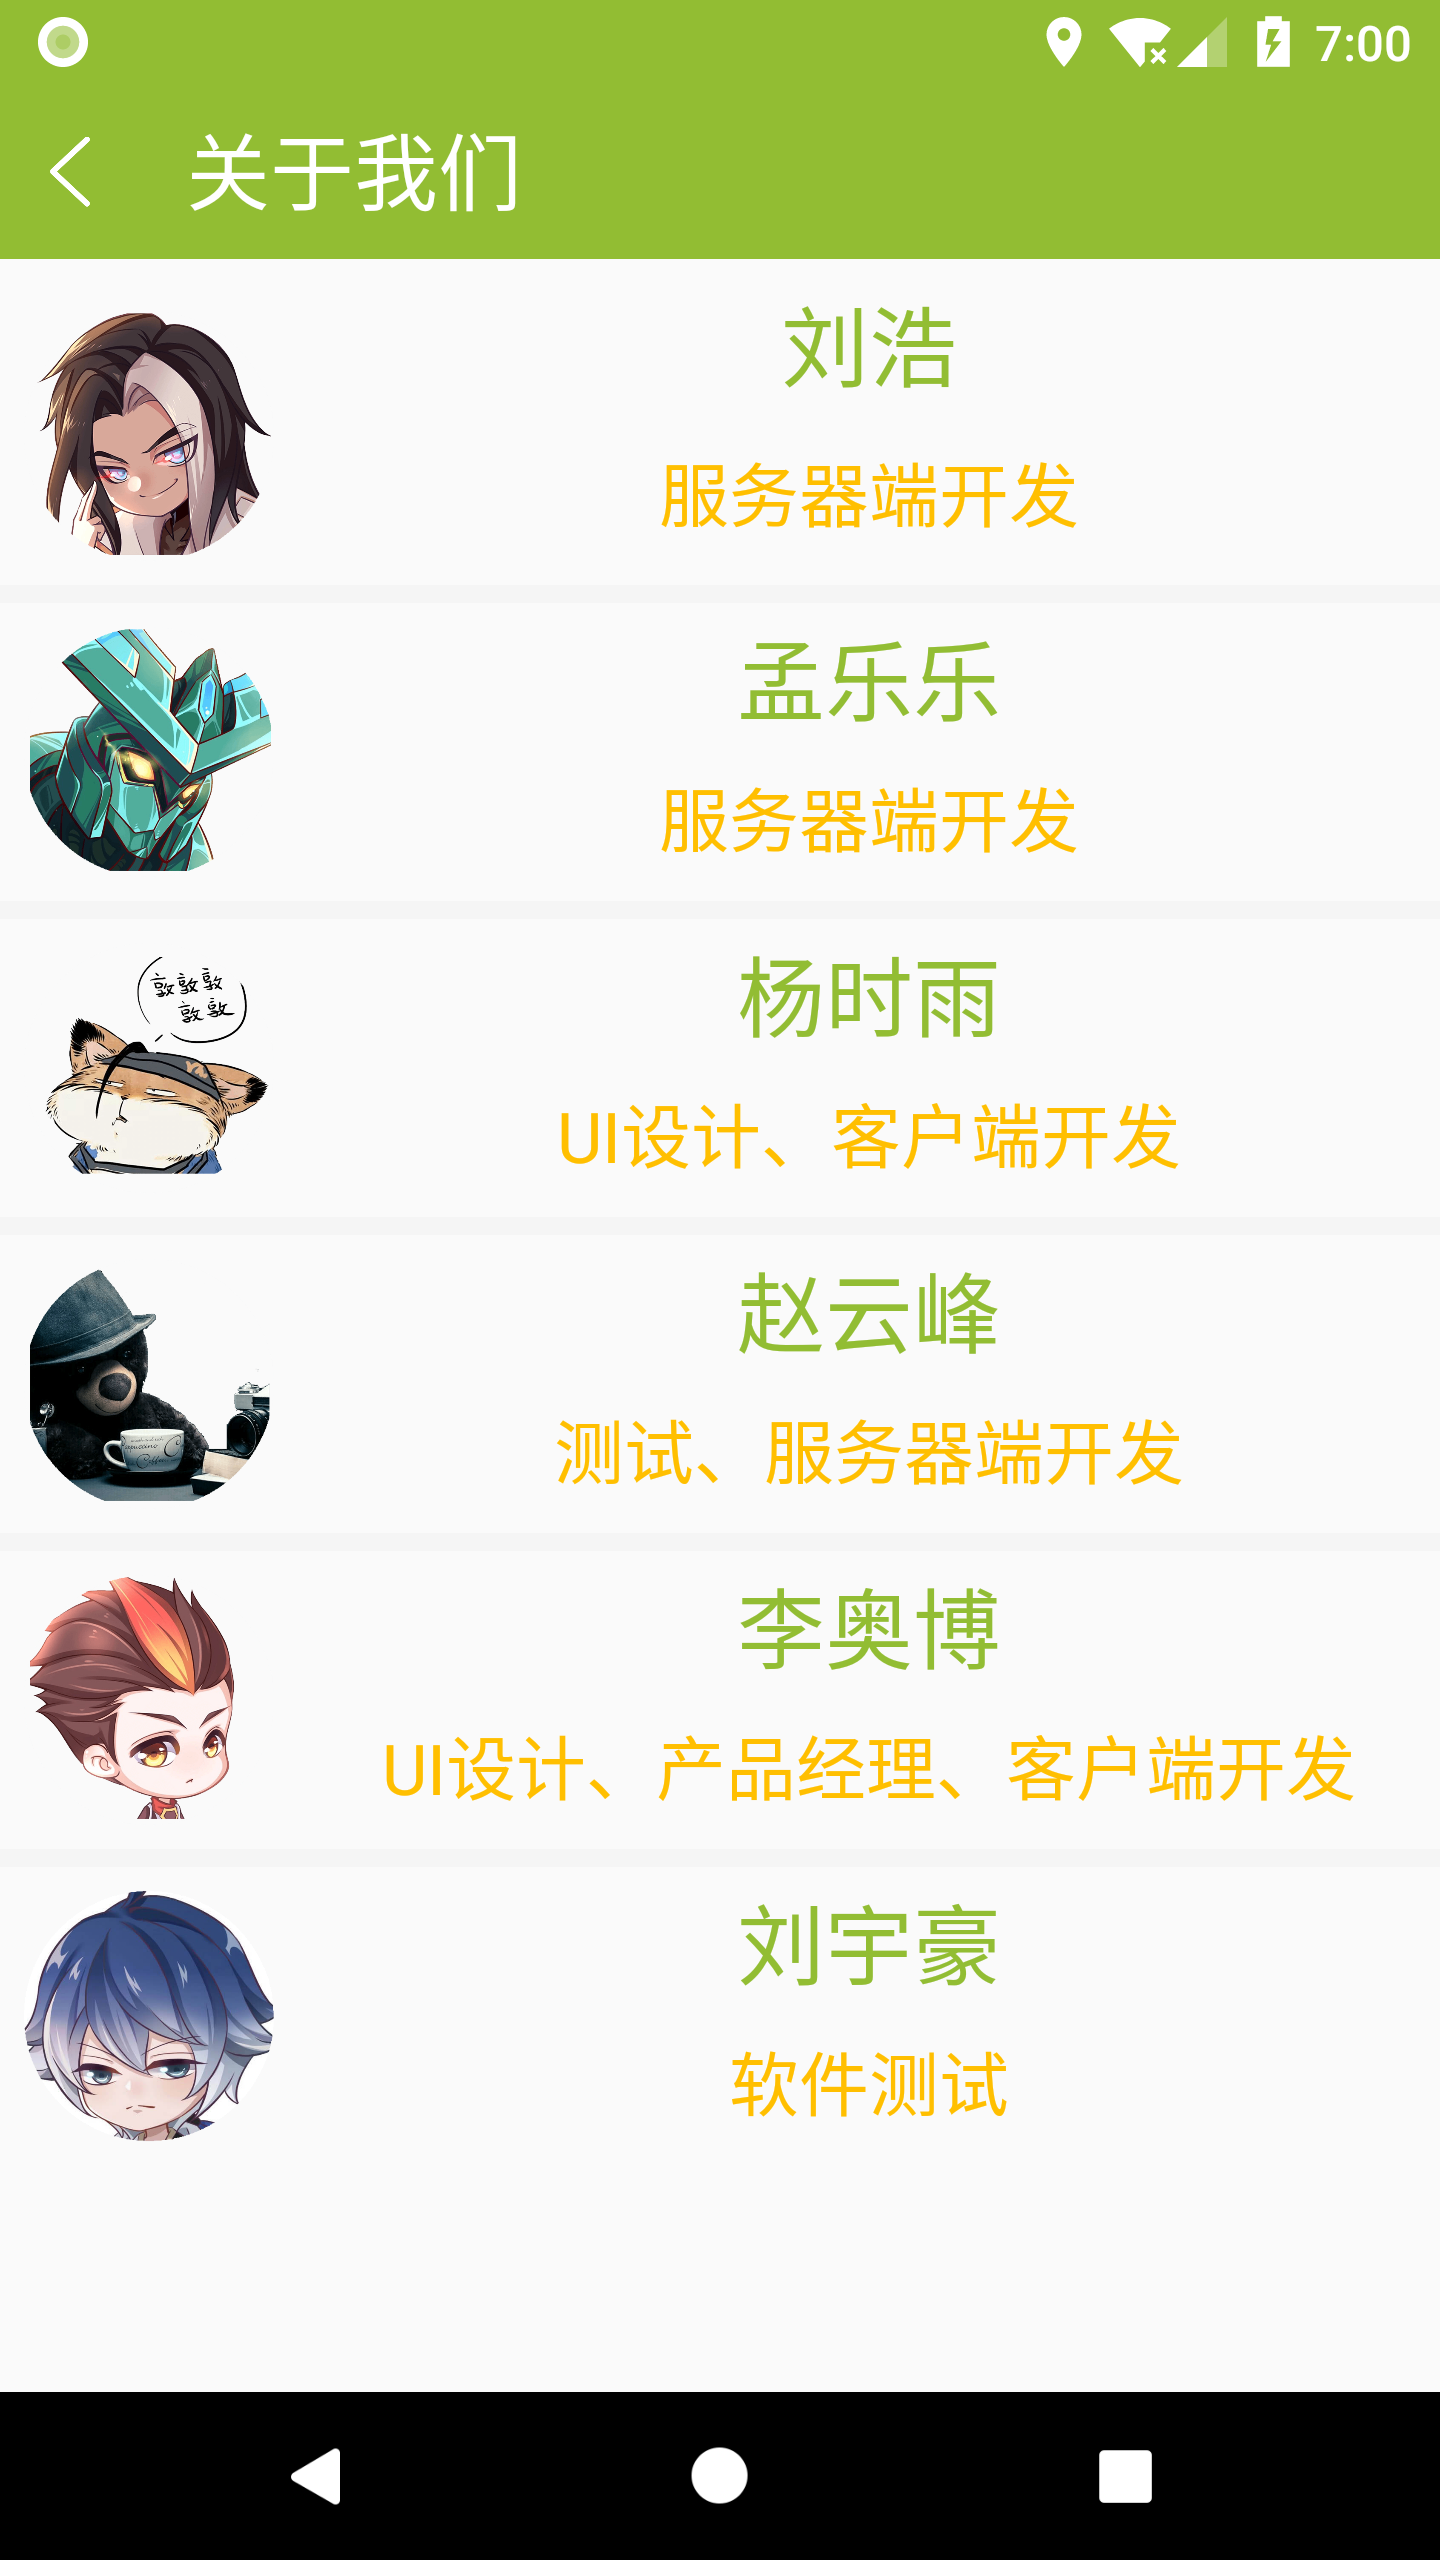 7:00
关于我们
刘浩
服务器端开发
孟乐乐
服务器端开发
敦敦敦
敦敦
杨时雨
UI设计、客户端开发
赵云峰
测试、服务器端开发
李奥博
UI设计、产品经理、客户端开发
刘宇豪
软件测试